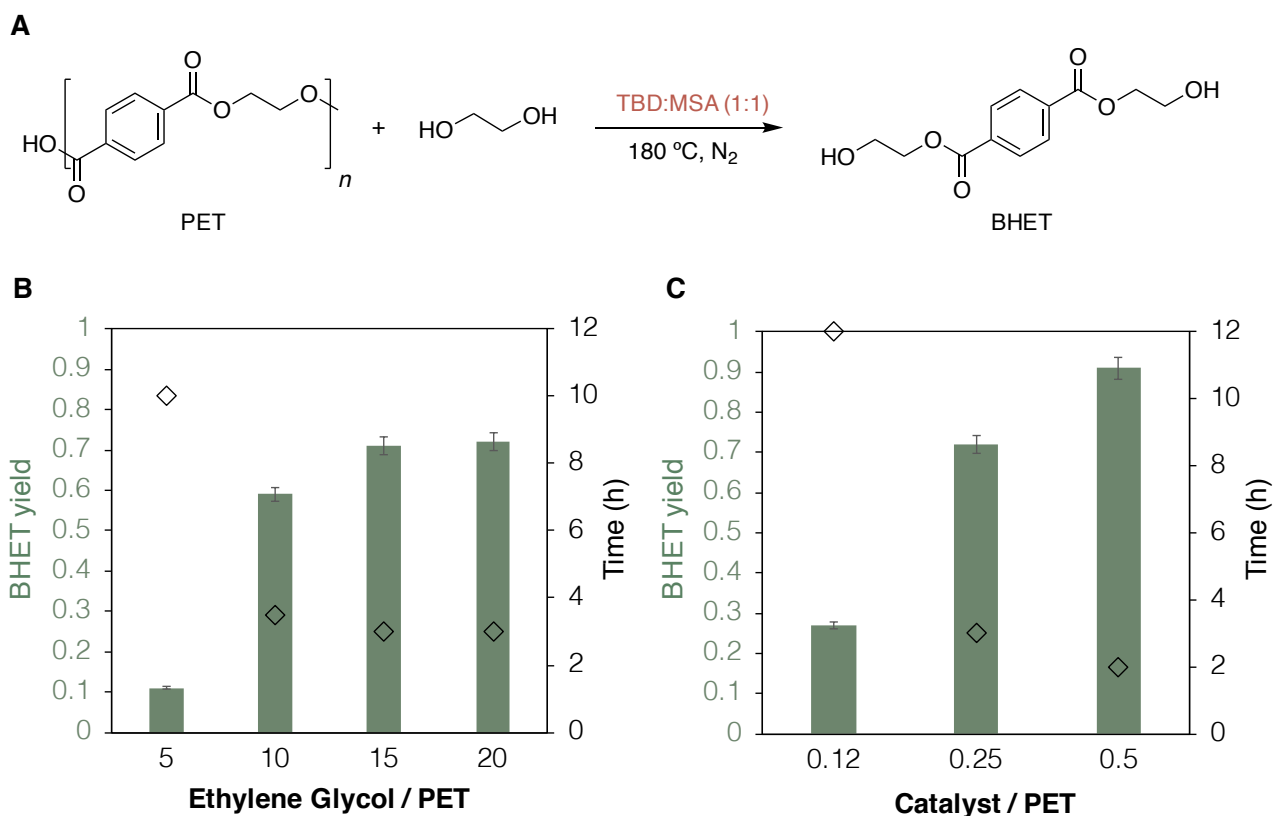 A
O
O
O
HO
O
n
PET
+
HO
OH
TBD:MSA (1:1)
180 ºC, N2
O
OH
O
O
HO
O
BHET
B
BHET yield
1
0.9
0.8
0.7
0.6
0.5
0.4
0.3
0.2
0.1
0
12
10
8
6
4
2
0
Time (h)
5 10 15 20
Ethylene Glycol / PET
C
BHET yield
1
0.9
0.8
0.7
0.6
0.5
0.4
0.3
0.2
0.1
0
12
10
8
6
4
2
0
Time (h)
0.12 0.25 0.5
Catalyst / PET